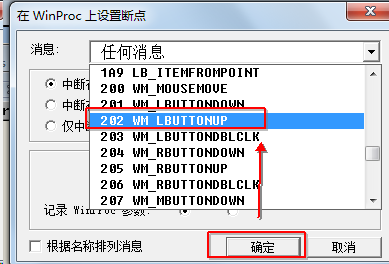 在 WinProc 上设置断点
消息: 任何消息
1A9 LB_ITEMFROMPOINT
200 WM_MOUSEMOVE
201 WM_LBUTTONDOWN
202 WM_LBUTTONUP
203 WM_LBUTTONDBLCLK
204 WM_RBUTTONDOWN
205 WM_RBUTTONUP
206 WM_RBUTTONDBLCLK
207 WM_MBUTTONDOWN
中断在
中断
仅中
记录 WinProc 参数:
根据名称排列消息 确定 取消